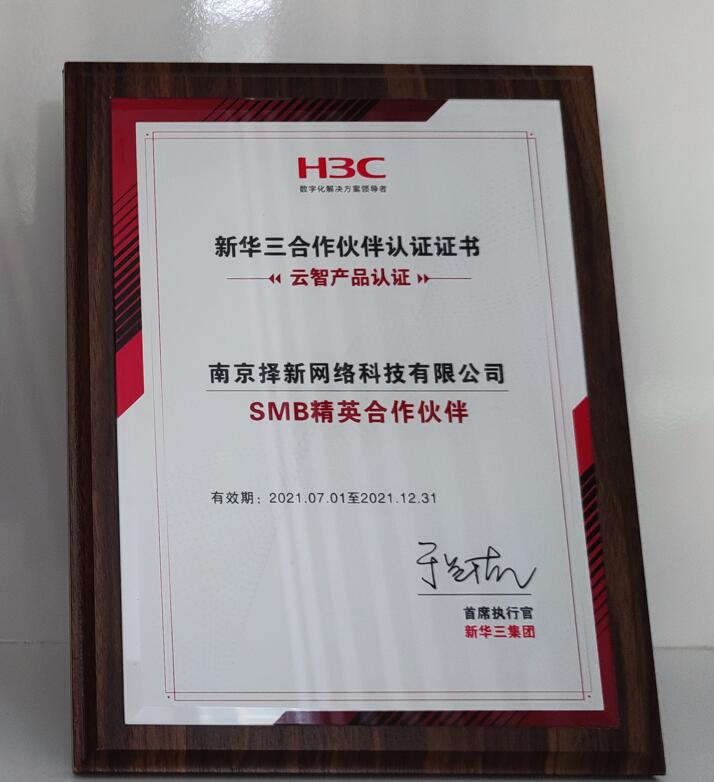 H3C
数字化解决方案领导者
新华三合作伙伴认证证书
云智产品认证
南京择新网络科技有限公司
SMB精英合作伙伴
有效期：2021.07.01至2021.12.31
首席执行官
新华三集团